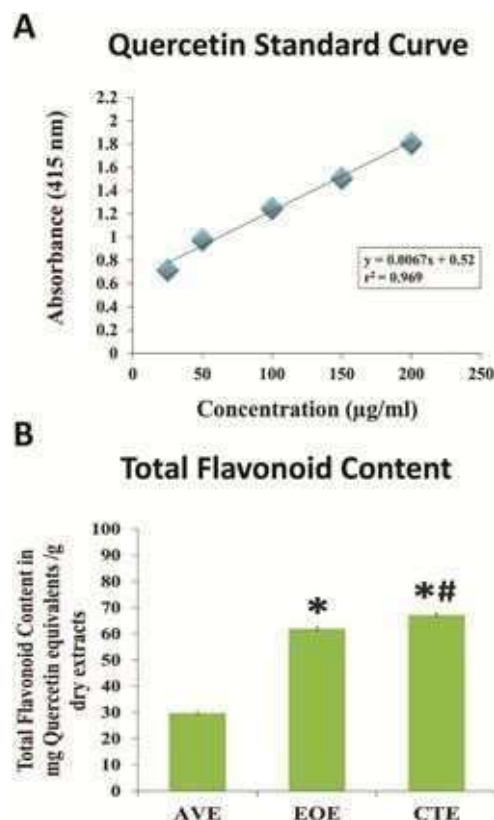 A
Quercetin Standard Curve
Absorbance (415 nm)
2.2
2
1.8
1.6
1.4
1.2
1
0.8
0.6
0.4
0.2
0
y = 0.0067x + 0.52
r² = 0.969
0 50 100 150 200 250
Concentration (µg/ml)
B
Total Flavonoid Content
Total Flavonoid Content in
mg Quercetin equivalents /g
dry extracts
100
90
80
70
60
50
40
30
20
10
0
*
*#
AVE EOE CTE